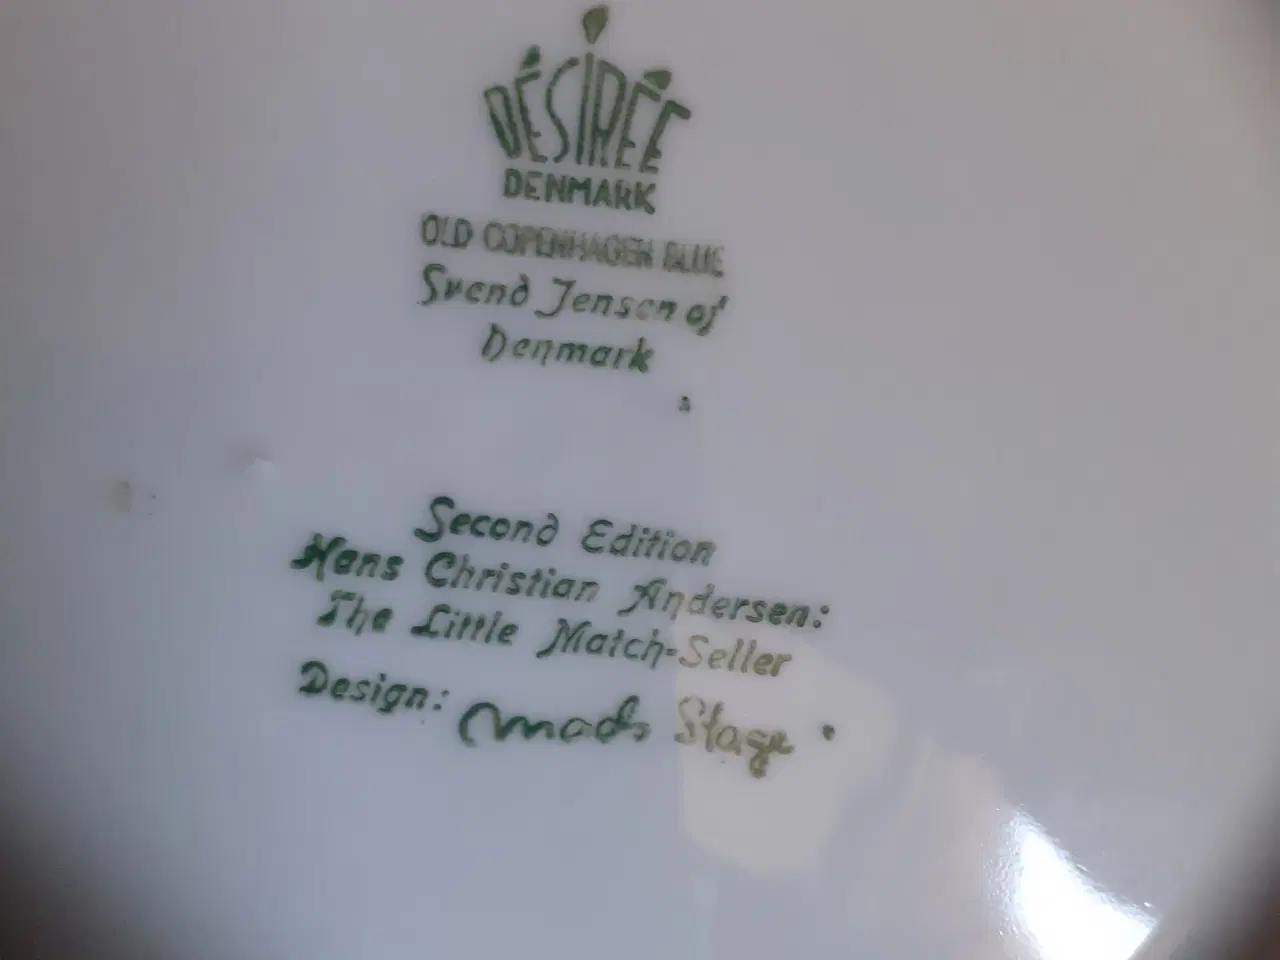 DÉSIRÉE
DENMARK
OLD COPENHAGEN BLUE
Svend Jensen of
Denmark
Second Edition
Hans Christian Andersen:
The Little Match-Seller
Design: Mads Stage